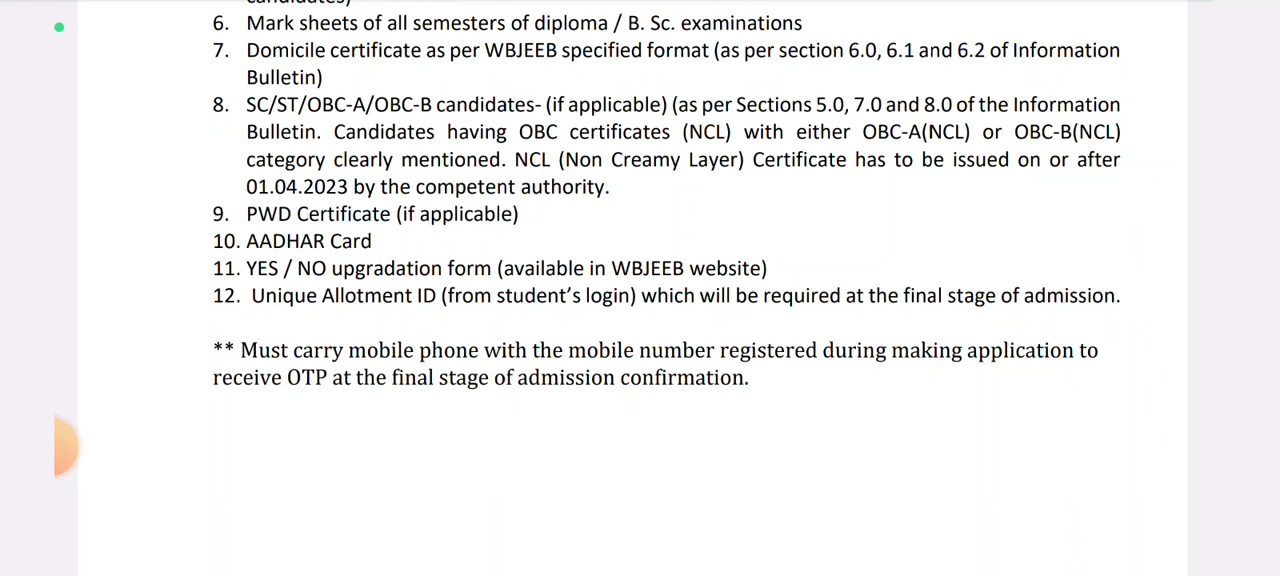 candidates)
6. Mark sheets of all semesters of diploma / B. Sc. examinations
7. Domicile certificate as per WBJEEB specified format (as per section 6.0, 6.1 and 6.2 of Information
Bulletin)
8. SC/ST/OBC-A/OBC-B candidates- (if applicable) (as per Sections 5.0, 7.0 and 8.0 of the Information
Bulletin. Candidates having OBC certificates (NCL) with either OBC-A(NCL) or OBC-B(NCL)
category clearly mentioned. NCL (Non Creamy Layer) Certificate has to be issued on or after
01.04.2023 by the competent authority.
9. PWD Certificate (if applicable)
10. AADHAR Card
11. YES / NO upgradation form (available in WBJEEB website)
12. Unique Allotment ID (from student’s login) which will be required at the final stage of admission.
** Must carry mobile phone with the mobile number registered during making application to
receive OTP at the final stage of admission confirmation.